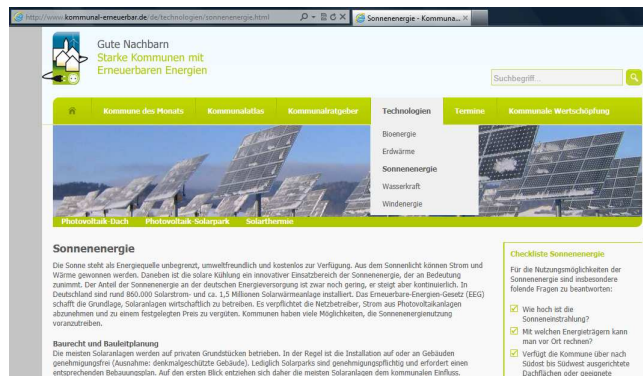 http://www.kommunal-erneuerbar.de/de/technologien/sonnenenergie.html
Sonnenenergie - Kommuna...
Gute Nachbarn
Starke Kommunen mit
Erneuerbaren Energien
Suchbegriff...
Kommune des Monats Kommunalatlas Kommunalratgeber Technologien Termine Kommunale Wertschöpfung
Bioenergie
Erdwärme
Sonnenenergie
Wasserkraft
Windenergie
Photovoltaik-Dach Photovoltaik-Solarpark Solarthermie
Sonnenenergie
Die Sonne steht als Energiequelle unbegrenzt, umweltfreundlich und kostenlos zur Verfügung. Aus dem Sonnenlicht können Strom und
Wärme gewonnen werden. Daneben ist die solare Kühlung ein innovativer Einsatzbereich der Sonnenenergie, der an Bedeutung
zunimmt. Der Anteil der Sonnenenergie an der deutschen Energieversorgung ist zwar noch gering, er steigt aber kontinuierlich. In
Deutschland sind rund 860.000 Solarstrom- und ca. 1,5 Millionen Solarwärmeanlage installiert. Das Erneuerbare-Energien-Gesetz (EEG)
schafft die Grundlage, Solaranlagen wirtschaftlich zu betreiben. Es verpflichtet die Netzbetreiber, Strom aus Photovoltaikanlagen
abzunehmen und zu einem festgelegten Preis zu vergüten. Kommunen haben viele Möglichkeiten, die Sonnenenergienutzung
voranzutreiben.
Baurecht und Bauleitplanung
Die meisten Solaranlagen werden auf privaten Grundstücken betrieben. In der Regel ist die Installation auf oder an Gebäuden
genehmigungsfrei (Ausnahme: denkmalgeschützte Gebäude). Lediglich Solarparks sind genehmigungspflichtig und erfordert einen
entsprechenden Bebauungsplan. Auf den ersten Blick entziehen sich daher die meisten Solaranlagen dem kommunalen Einfluss.
Checkliste Sonnenenergie
Für die Nutzungsmöglichkeiten der
Sonnenenergie sind insbesondere
folende Fragen zu beantworten:
Wie hoch ist die
Sonneneinstrahlung?
Mit welchen Energieträgern kann
man vor Ort rechnen?
Verfügt die Kommune über nach
Südost bis Südwest ausgerichtete
Dachflächen oder geeignete